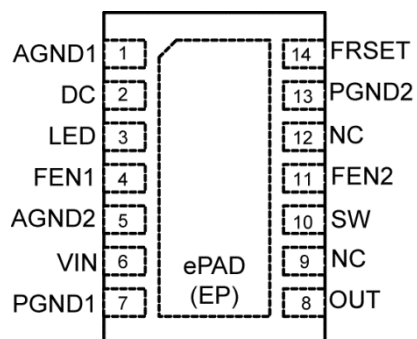 AGND1 1 14 FRSET
DC 2 13 PGND2
LED 3 12 NC
FEN1 4 11 FEN2
AGND2 5 10 SW
VIN 6 9 NC
PGND1 7 8 OUT
ePAD
(EP)